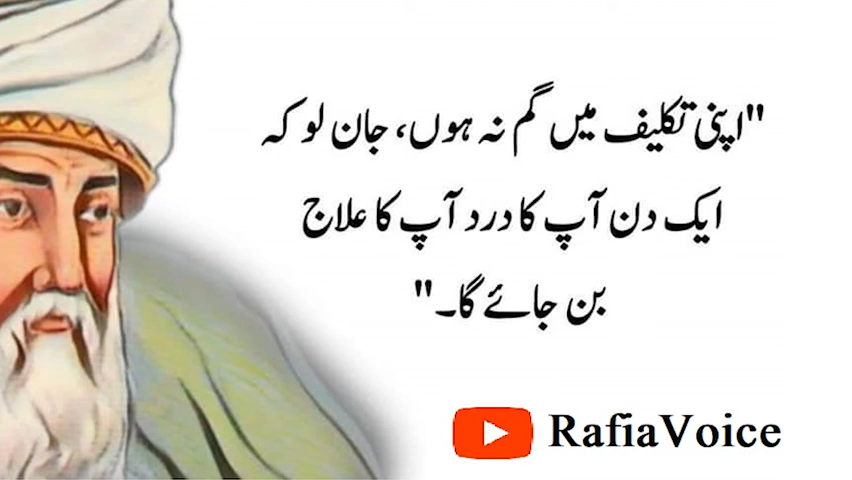 "اپنی تکلیف میں گم نہ ہوں، جان لو کہ
ایک دن آپ کا درد آپ کا علاج
بن جائے گا۔"
RafiaVoice